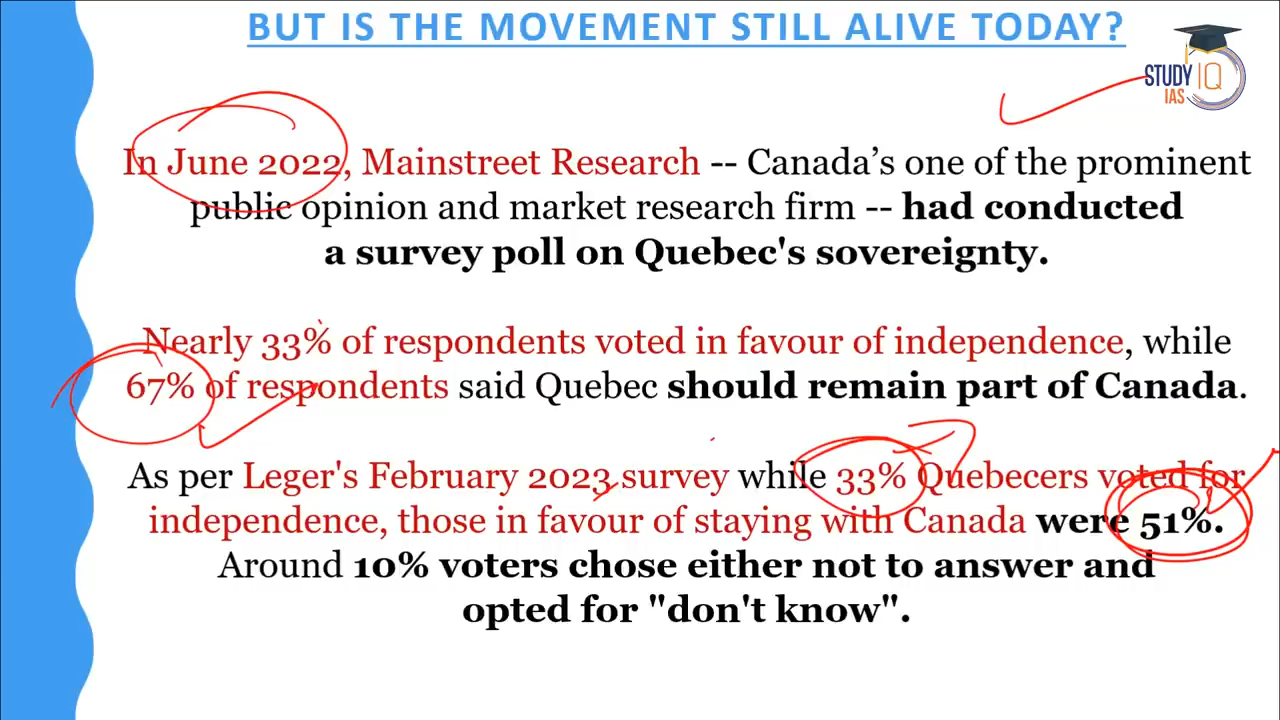 BUT IS THE MOVEMENT STILL ALIVE TODAY?
STUDY IQ
IAS
In June 2022, Mainstreet Research -- Canada’s one of the prominent
public opinion and market research firm -- had conducted
a survey poll on Quebec's sovereignty.
Nearly 33% of respondents voted in favour of independence, while
67% of respondents said Quebec should remain part of Canada.
As per Leger's February 2023 survey while 33% Quebecers voted for
independence, those in favour of staying with Canada were 51%.
Around 10% voters chose either not to answer and
opted for "don't know".